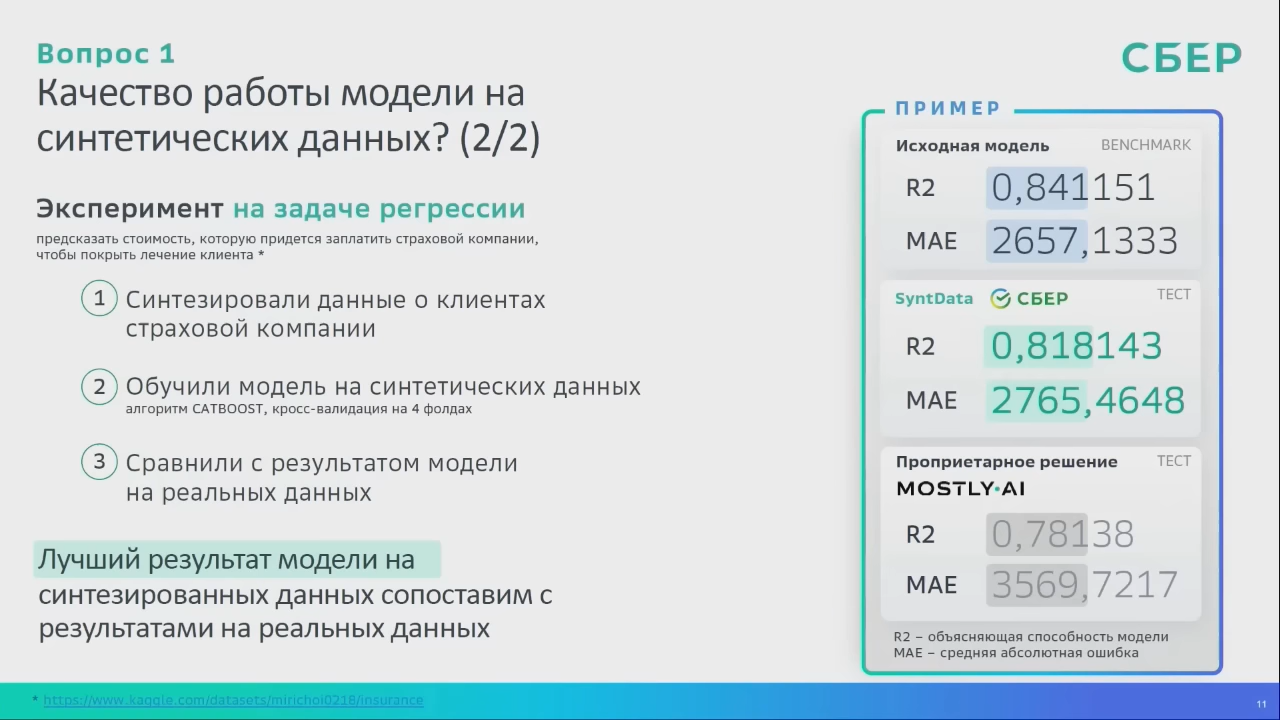 Вопрос 1
Качество работы модели на
синтетических данных? (2/2)
СБЕР
Эксперимент на задаче регрессии
предсказать стоимость, которую придется заплатить страховой компании,
чтобы покрыть лечение клиента *
1 Синтезировали данные о клиентах
страховой компании
2 Обучили модель на синтетических данных
алгоритм CATBOOST, кросс-валидация на 4 фолдах
3 Сравнили с результатом модели
на реальных данных
Лучший результат модели на
синтезированных данных сопоставим с
результатами на реальных данных
ПРИМЕР
Исходная модель BENCHMARK
R2 0,841151
MAE 2657,1333
SyntData СБЕР ТЕСТ
R2 0,818143
MAE 2765,4648
Проприетарное решение ТЕСТ
MOSTLY·AI
R2 0,78138
MAE 3569,7217
R2 – объясняющая способность модели
MAE – средняя абсолютная ошибка
* https://www.kaggle.com/datasets/mirichoi0218/insurance
11